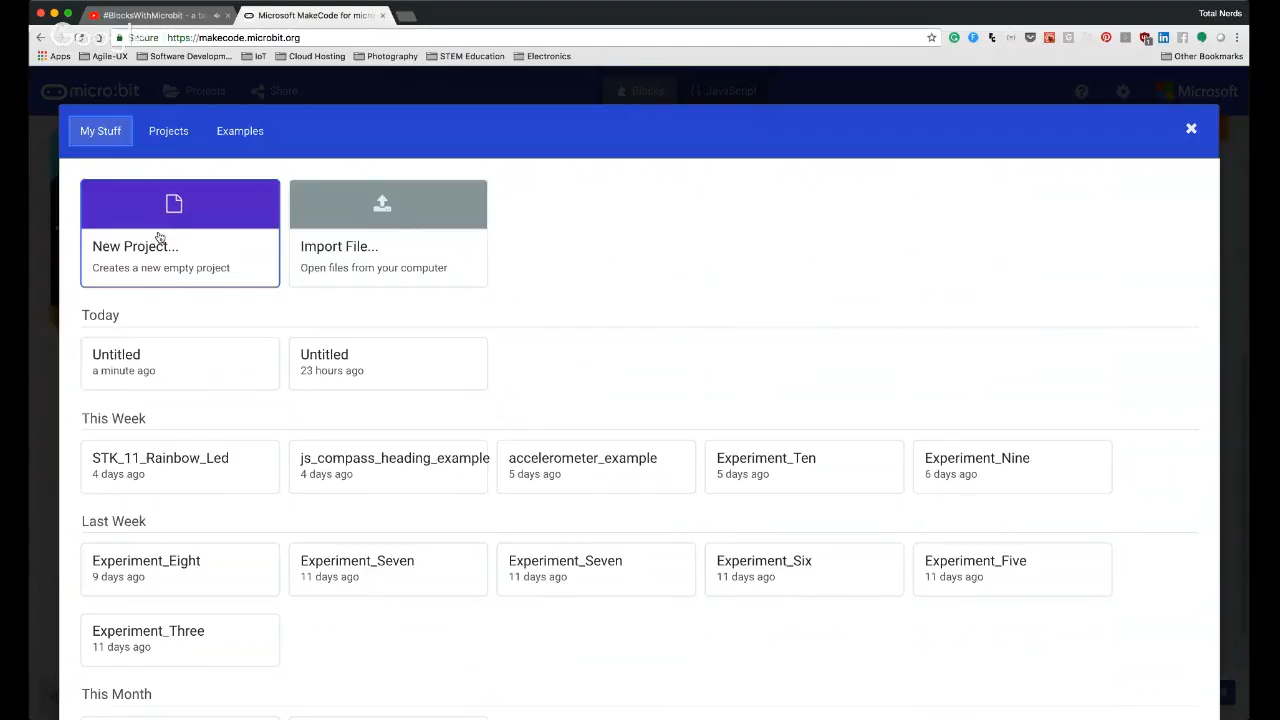 #BlocksWithMicrobit - a t
Microsoft MakeCode for micro
Total Nerds
Secure https://makecode.microbit.org
Apps Agile-UX Software Developm... IoT Cloud Hosting Photography STEM Education Electronics Other Bookmarks
micro:bit Projects Share Blocks {} JavaScript Microsoft
My Stuff Projects Examples
New Project...
Creates a new empty project
Import File...
Open files from your computer
Today
Untitled
a minute ago
Untitled
23 hours ago
This Week
STK_11_Rainbow_Led
4 days ago
js_compass_heading_example
4 days ago
accelerometer_example
5 days ago
Experiment_Ten
5 days ago
Experiment_Nine
6 days ago
Last Week
Experiment_Eight
9 days ago
Experiment_Seven
11 days ago
Experiment_Seven
11 days ago
Experiment_Six
11 days ago
Experiment_Five
11 days ago
Experiment_Three
11 days ago
This Month